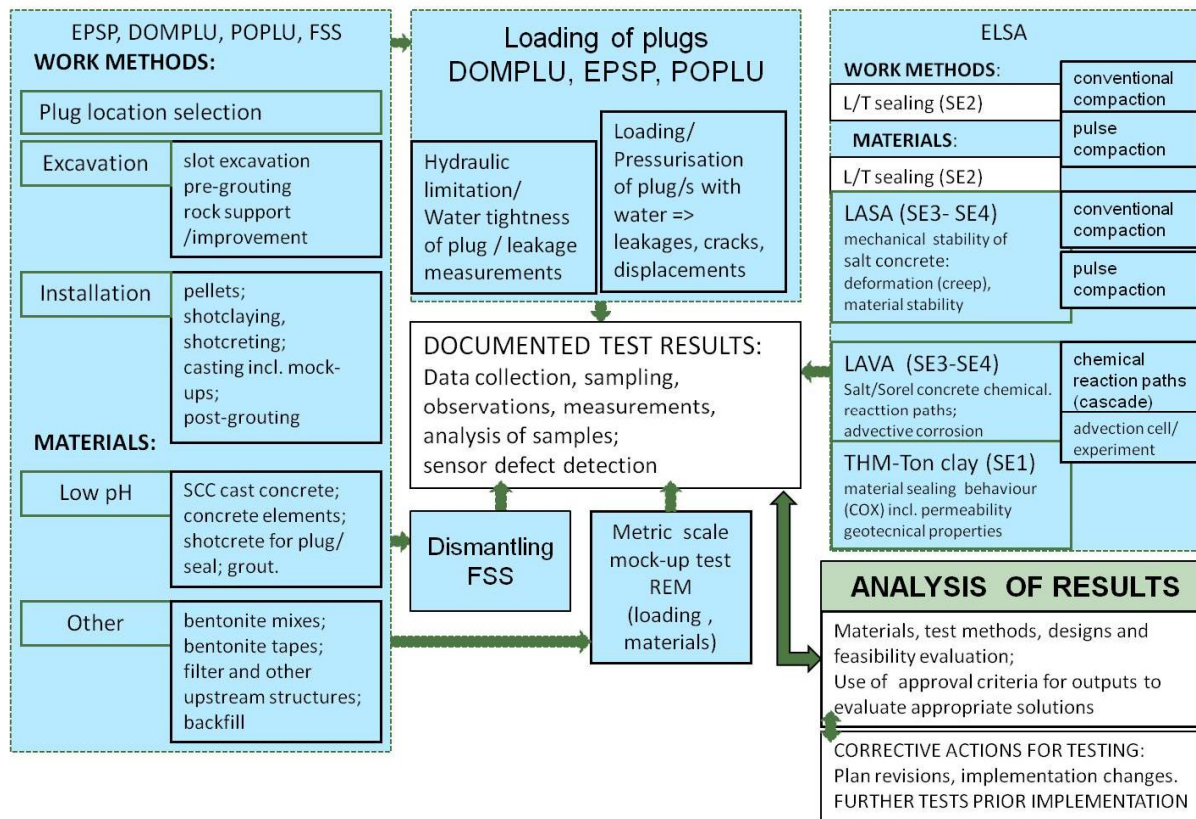 EPSP, DOMPLU, POPLU, FSS
WORK METHODS:
Plug location selection
Excavation
slot excavation
pre-grouting
rock support
/improvement
Installation
pellets;
shotclaying,
shotcreting;
casting incl. mock-
ups;
post-grouting
MATERIALS:
Low pH
SCC cast concrete;
concrete elements;
shotcrete for plug/
seal; grout.
Other
bentonite mixes;
bentonite tapes;
filter and other
upstream structures;
backfill
Loading of plugs
DOMPLU, EPSP, POPLU
Hydraulic
limitation/
Water tightness
of plug / leakage
measurements
Loading/
Pressurisation
of plug/s with
water =>
leakages, cracks,
displacements
DOCUMENTED TEST RESULTS:
Data collection, sampling,
observations, measurements,
analysis of samples;
sensor defect detection
Dismantling
FSS
Metric scale
mock-up test
REM
(loading ,
materials)
ELSA
WORK METHODS:
L/T sealing (SE2)
conventional
compaction
pulse
compaction
MATERIALS:
L/T sealing (SE2)
LASA (SE3- SE4)
mechanical stability of
salt concrete:
deformation (creep),
material stability
conventional
compaction
pulse
compaction
LAVA (SE3-SE4)
Salt/Sorel concrete chemical.
reacttion paths;
advective corrosion
chemical
reaction paths
(cascade)
advection cell/
experiment
THM-Ton clay (SE1)
material sealing behaviour
(COX) incl. permeability
geotecnical properties
ANALYSIS OF RESULTS
Materials, test methods, designs and
feasibility evaluation;
Use of approval criteria for outputs to
evaluate appropriate solutions
CORRECTIVE ACTIONS FOR TESTING:
Plan revisions, implementation changes.
FURTHER TESTS PRIOR IMPLEMENTATION